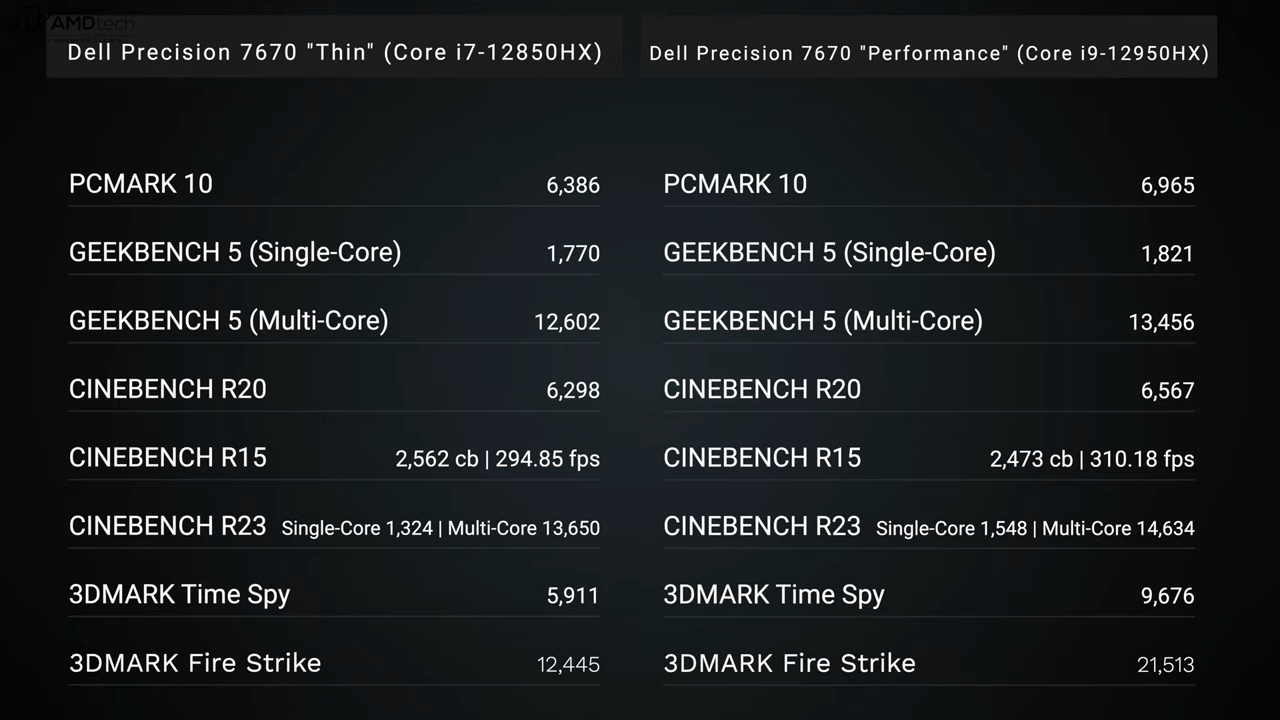 AMDtech
Dell Precision 7670 "Thin" (Core i7-12850HX)
PCMARK 10 6,386
GEEKBENCH 5 (Single-Core) 1,770
GEEKBENCH 5 (Multi-Core) 12,602
CINEBENCH R20 6,298
CINEBENCH R15 2,562 cb | 294.85 fps
CINEBENCH R23 Single-Core 1,324 | Multi-Core 13,650
3DMARK Time Spy 5,911
3DMARK Fire Strike 12,445
Dell Precision 7670 "Performance" (Core i9-12950HX)
PCMARK 10 6,965
GEEKBENCH 5 (Single-Core) 1,821
GEEKBENCH 5 (Multi-Core) 13,456
CINEBENCH R20 6,567
CINEBENCH R15 2,473 cb | 310.18 fps
CINEBENCH R23 Single-Core 1,548 | Multi-Core 14,634
3DMARK Time Spy 9,676
3DMARK Fire Strike 21,513